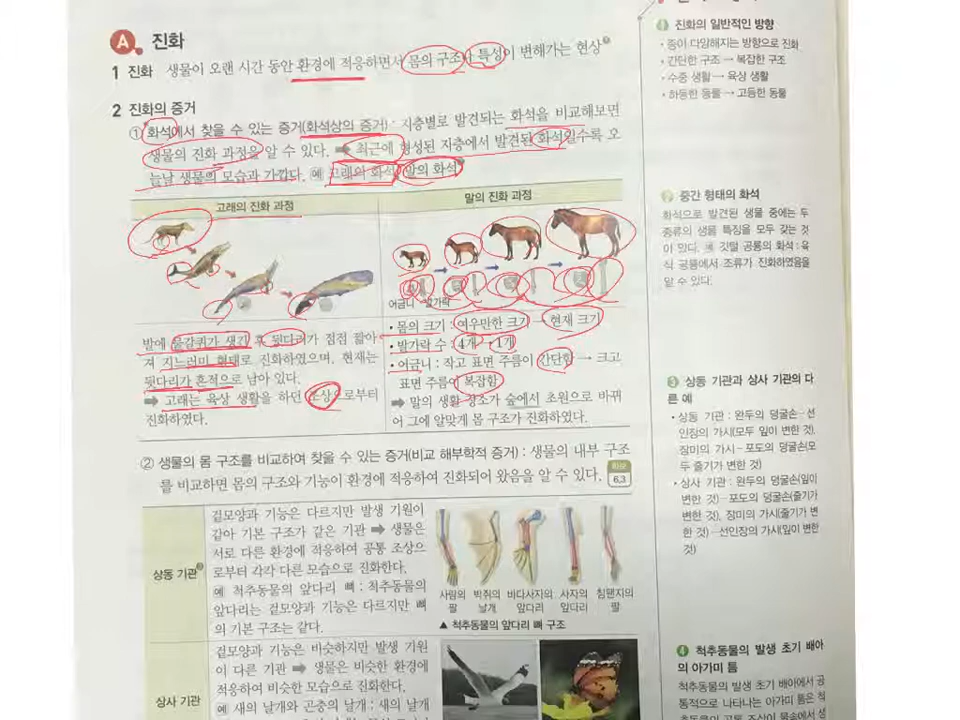 A 진화
1 진화 생물이 오랜 시간 동안 환경에 적응하면서 몸의 구조나 특성이 변해가는 현상
2 진화의 증거
① 화석에서 찾을 수 있는 증거(화석상의 증거) : 지층별로 발견되는 화석을 비교해보면
생물의 진화 과정을 알 수 있다. ➡ 최근에 형성된 지층에서 발견된 화석일수록 오
늘날 생물의 모습과 가깝다. 예 고래의 화석, 말의 화석
고래의 진화 과정
말의 진화 과정
어금니 발가락
발에 물갈퀴가 생긴 후 뒷다리가 점점 짧아
져 지느러미 형태로 진화하였으며, 현재는
뒷다리가 흔적으로 남아 있다.
➡ 고래는 육상 생활을 하던 조상으로부터
진화하였다.
• 몸의 크기 : 여우만한 크기 → 현재 크기
• 발가락 수 : 4개 → 1개
• 어금니 : 작고 표면 주름이 간단함 → 크고
표면 주름이 복잡함
➡ 말의 생활 장소가 숲에서 초원으로 바뀌
어 그에 알맞게 몸 구조가 진화하였다.
② 생물의 몸 구조를 비교하여 찾을 수 있는 증거(비교 해부학적 증거) : 생물의 내부 구조
를 비교하면 몸의 구조와 기능이 환경에 적응하여 진화되어 왔음을 알 수 있다.
63
상동 기관
겉모양과 기능은 다르지만 발생 기원이
같아 기본 구조가 같은 기관 ➡ 생물은
서로 다른 환경에 적응하여 공통 조상으
로부터 각각 다른 모습으로 진화한다.
예 척추동물의 앞다리 뼈 : 척추동물의
앞다리는 겉모양과 기능은 다르지만 뼈
의 기본 구조는 같다.
사람의 팔
박쥐의 날개
바다사자의 앞다리
사자의 앞다리
침팬지의 팔
▲ 척추동물의 앞다리 뼈 구조
상사 기관
겉모양과 기능은 비슷하지만 발생 기원
이 다른 기관 ➡ 생물은 비슷한 환경에
적응하여 비슷한 모습으로 진화한다.
예 새의 날개와 곤충의 날개 : 새의 날개
1 진화의 일반적인 방향
• 종이 다양해지는 방향으로 진화
• 간단한 구조 → 복잡한 구조
• 수중 생활 → 육상 생활
• 하등한 동물 → 고등한 동물
2 중간 형태의 화석
화석으로 발견된 생물 중에는 두
종류의 생물 특징을 모두 갖는 것
이 있다. 예 깃털 공룡의 화석 : 육
식 공룡에서 조류가 진화하였음을
알 수 있다.
3 상동 기관과 상사 기관의 다
른 예
• 상동 기관 : 완두의 덩굴손-선
인장의 가시(모두 잎이 변한 것),
장미의 가시-포도의 덩굴손(모
두 줄기가 변한 것)
• 상사 기관 : 완두의 덩굴손(잎이
변한 것)-포도의 덩굴손(줄기가
변한 것), 장미의 가시(줄기가 변
한 것)-선인장의 가시(잎이 변한
것)
4 척추동물의 발생 초기 배아
의 아가미 틈
척추동물의 발생 초기 배아에서 공
통적으로 나타나는 아가미 틈은 척